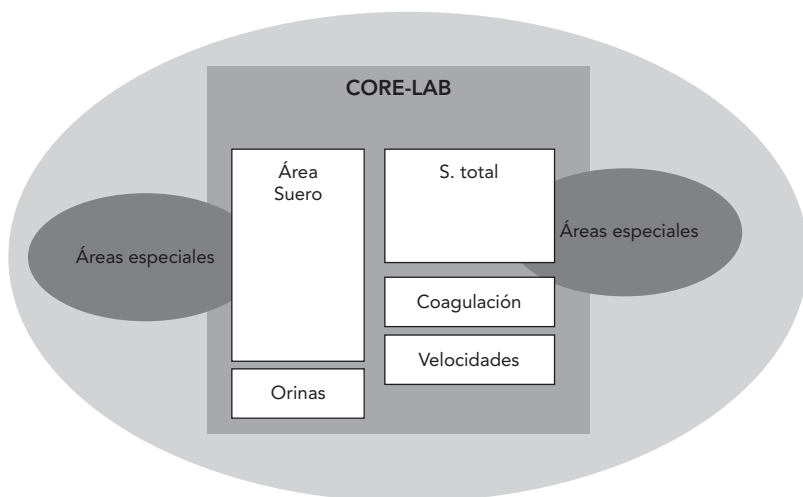 CORE-LAB
Área
Suero
S. total
Áreas especiales
Áreas especiales
Coagulación
Velocidades
Orinas